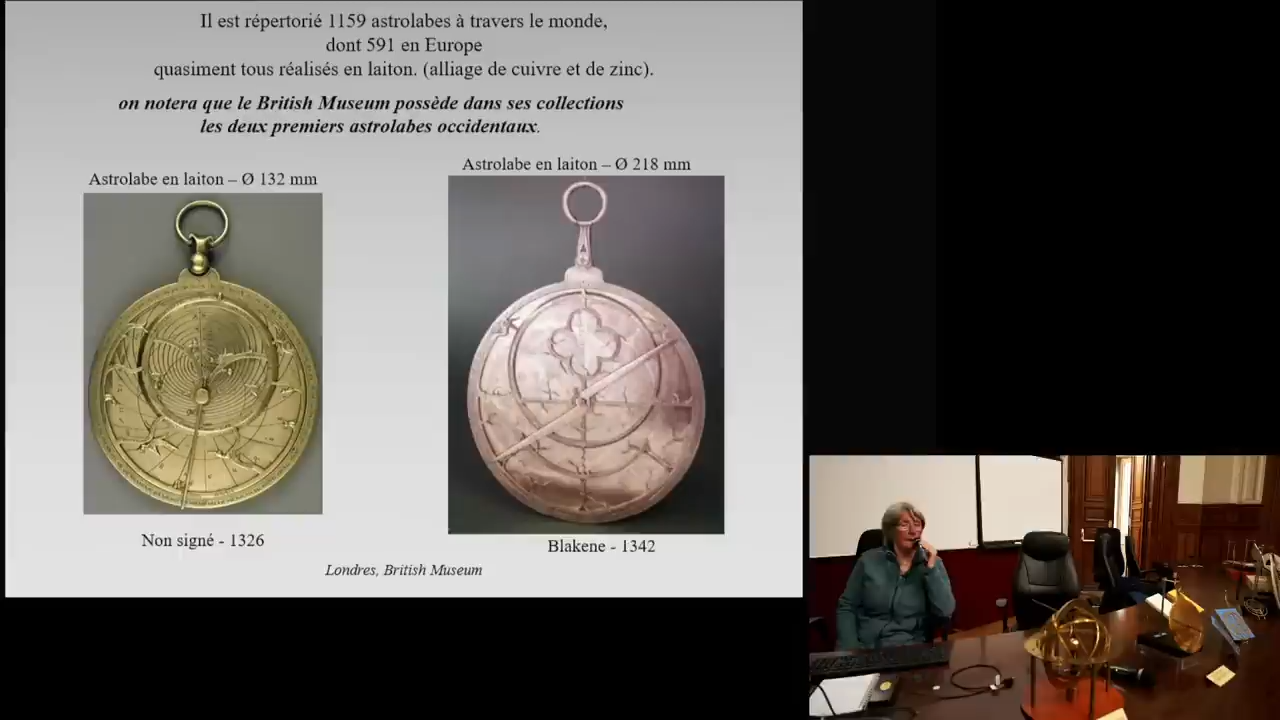 Il est répertorié 1159 astrolabes à travers le monde,
dont 591 en Europe
quasiment tous réalisés en laiton. (alliage de cuivre et de zinc).
on notera que le British Museum possède dans ses collections
les deux premiers astrolabes occidentaux.
Astrolabe en laiton – Ø 132 mm
Astrolabe en laiton – Ø 218 mm
Non signé - 1326
Blakene - 1342
Londres, British Museum